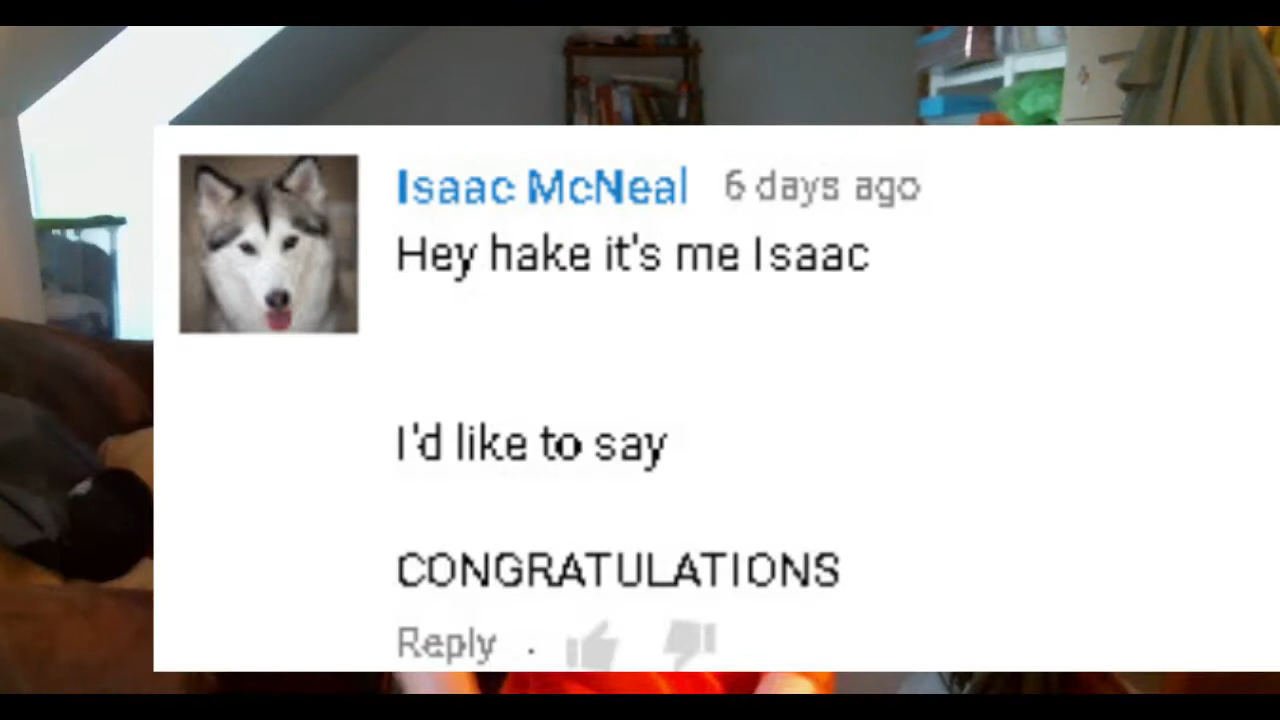 Isaac McNeal 6 days ago
Hey hake it's me Isaac
I'd like to say
CONGRATULATIONS
Reply .